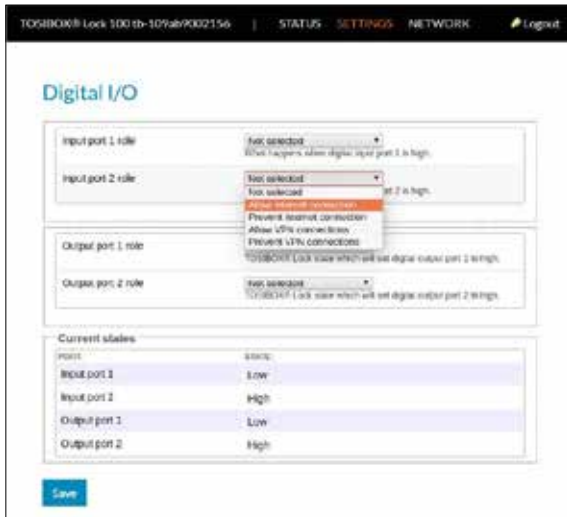 TOSIBOX® Lock 100 | STATUS SETTINGS NETWORK Logout
Digital I/O
Input port 1 role Not selected
What happens when digital input port 1 is high.
Input port 2 role Not selected
Not selected port 2 is high.
Allow internet connection
Prevent internet connection
Allow VPN connections
Prevent VPN connections
Output port 1 role
TOSIBOX® Lock state which will set digital output port 1 to high.
Output port 2 role Not selected
TOSIBOX® Lock state which will set digital output port 2 to high.
Current states
PORT STATE
Input port 1 Low
Input port 2 High
Output port 1 Low
Output port 2 High
Save